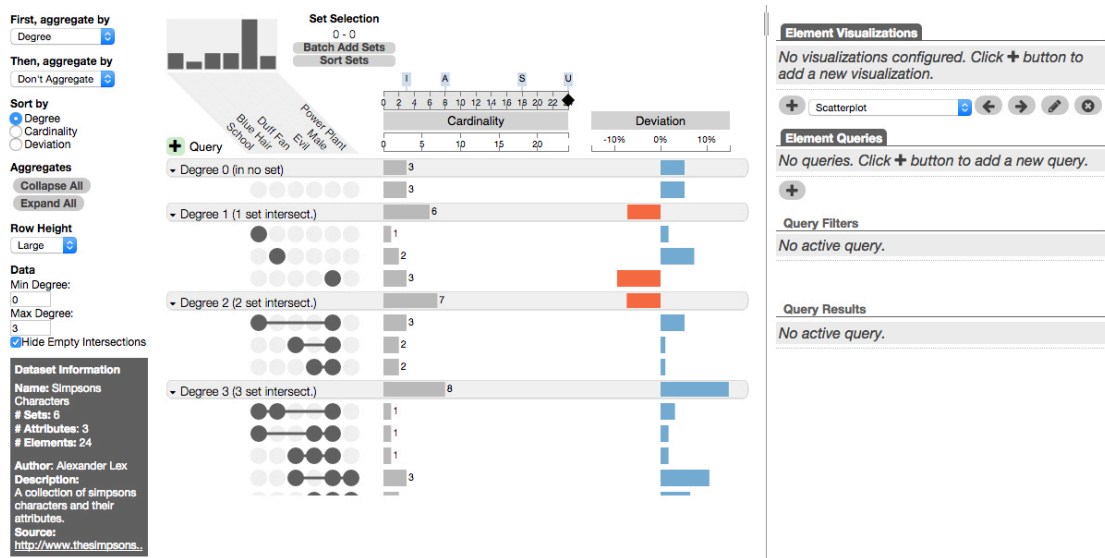 First, aggregate by
Degree
Then, aggregate by
Don't Aggregate
Sort by
Degree
Cardinality
Deviation
Aggregates
Collapse All
Expand All
Row Height
Large
Data
Min Degree:
0
Max Degree:
3
Hide Empty Intersections
Dataset Information
Name: Simpsons
Characters
# Sets: 6
# Attributes: 3
# Elements: 24
Author: Alexander Lex
Description:
A collection of simpsons
characters and their
attributes.
Source:
http://www.thesimpsons..
Set Selection
0 - 0
Batch Add Sets
Sort Sets
School
Blue Hair
Duff Fan
Evil
Male
Power Plant
Query
I A S U
0 2 4 6 8 10 12 14 16 18 20 22
Cardinality
Deviation
0 5 10 15 20
-10% 0% 10%
Degree 0 (in no set) 3
3
Degree 1 (1 set intersect.) 6
1
2
3
Degree 2 (2 set intersect.) 7
3
2
2
Degree 3 (3 set intersect.) 8
1
1
1
3
Element Visualizations
No visualizations configured. Click + button to
add a new visualization.
Scatterplot
Element Queries
No queries. Click + button to add a new query.
Query Filters
No active query.
Query Results
No active query.